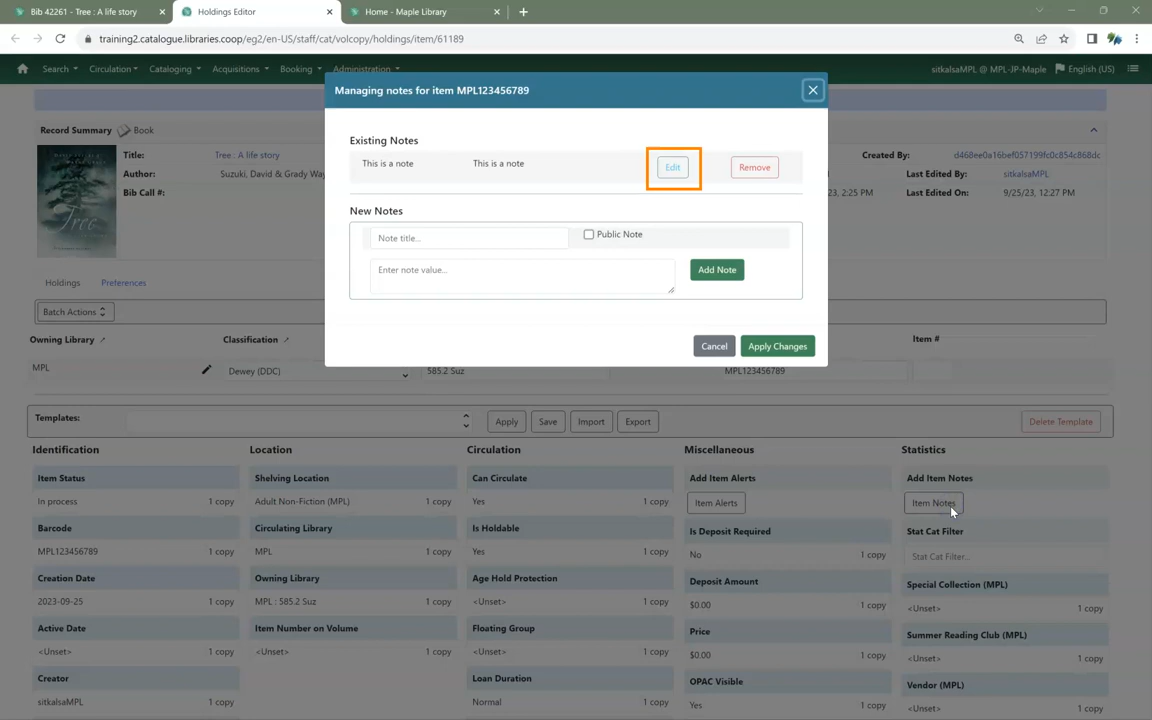 Bib 42261 - Tree : A life story
Holdings Editor
Home - Maple Library
training2.catalogue.libraries.coop/eg2/en-US/staff/cat/volcopy/holdings/item/61189
Search Circulation Cataloging Acquisitions Booking Administration sitkalsaMPL @ MPL-JP-Maple English (US)
Managing notes for item MPL123456789
Existing Notes
This is a note This is a note Edit Remove
New Notes
Note title... Public Note
Enter note value... Add Note
Cancel Apply Changes
Record Summary Book
Title: Tree : A life story Created By: d468ee0a16bef057199fc0c854c868dc
Author: Suzuki, David & Grady Way Last Edited By: sitkalsaMPL
Bib Call #: 2:25 PM Last Edited On: 9/25/23, 12:27 PM
TREE
Holdings Preferences
Batch Actions
Owning Library Classification Item #
MPL Dewey (DDC) 585.2 Suz MPL123456789
Templates: Apply Save Import Export Delete Template
Identification Location Circulation Miscellaneous Statistics
Item Status Shelving Location Can Circulate Add Item Alerts Add Item Notes
In process 1 copy Adult Non-Fiction (MPL) 1 copy Yes 1 copy Item Alerts Item Notes
Barcode Circulating Library Is Holdable Is Deposit Required Stat Cat Filter
MPL123456789 1 copy MPL 1 copy Yes 1 copy No 1 copy Stat Cat Filter...
Creation Date Owning Library Age Hold Protection Deposit Amount Special Collection (MPL)
2023-09-25 1 copy MPL : 585.2 Suz 1 copy <Unset> 1 copy $0.00 1 copy <Unset> 1 copy
Active Date Item Number on Volume Floating Group Price Summer Reading Club (MPL)
<Unset> 1 copy <Unset> 1 copy <Unset> 1 copy $0.00 1 copy <Unset> 1 copy
Creator Loan Duration OPAC Visible Vendor (MPL)
sitkalsaMPL 1 copy Normal 1 copy Yes 1 copy <Unset> 1 copy